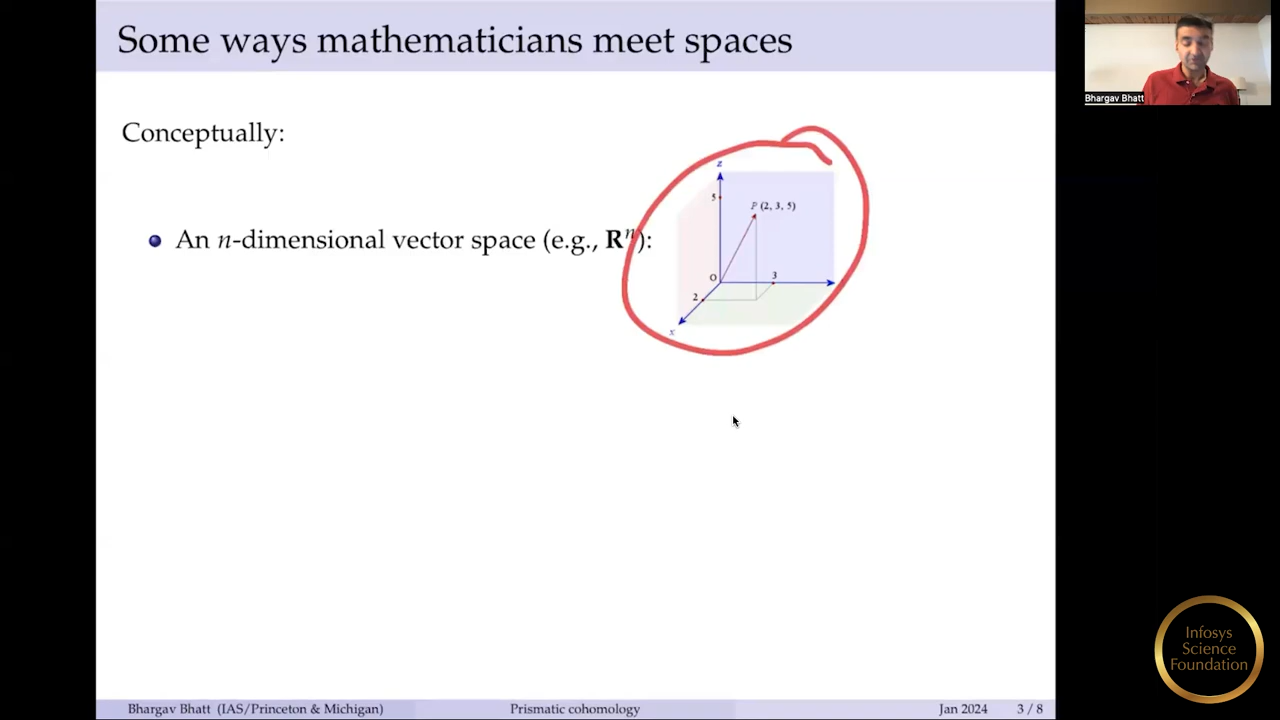 Some ways mathematicians meet spaces
Bhargav Bhatt
Conceptually:
An n-dimensional vector space (e.g., Rⁿ):
z
5
P (2, 3, 5)
O
3
2
x
Infosys
Science
Foundation
Bhargav Bhatt (IAS/Princeton & Michigan) Prismatic cohomology Jan 2024 3 / 8